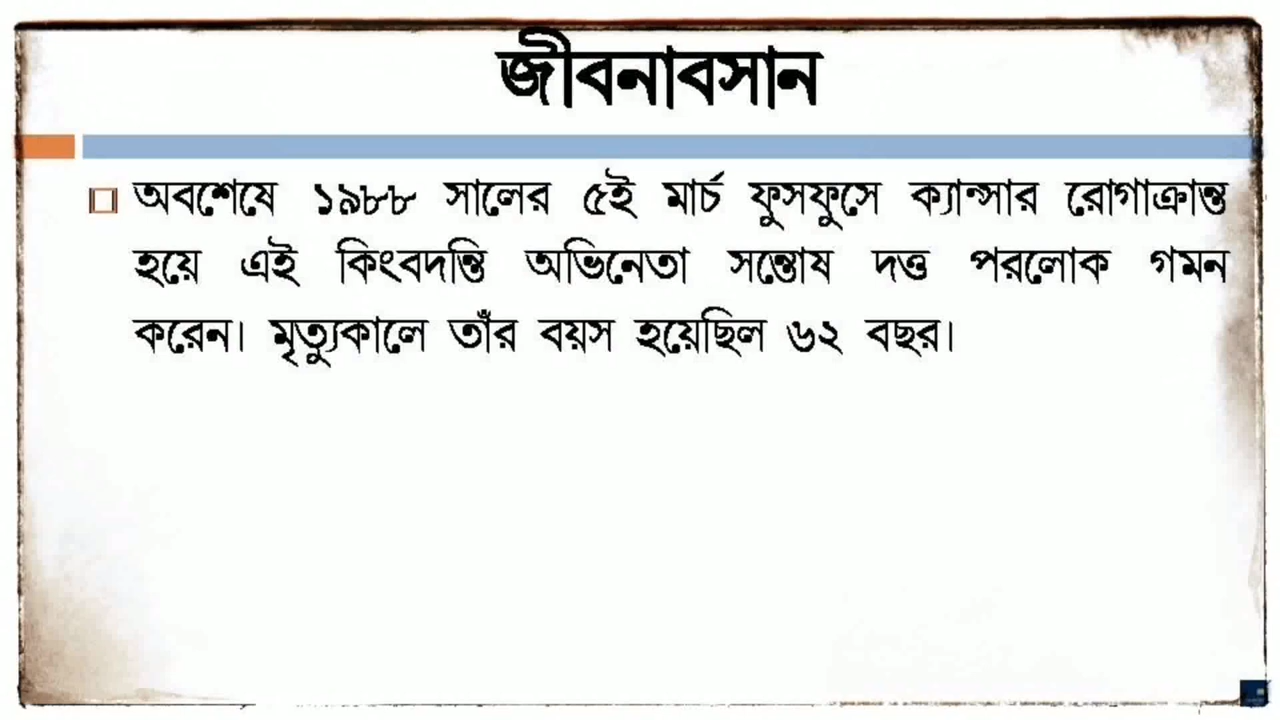 জীবনাবসান
অবশেষে ১৯৮৮ সালের ৫ই মার্চ ফুসফুসে ক্যান্সার রোগাক্রান্ত
হয়ে এই কিংবদন্তি অভিনেতা সন্তোষ দত্ত পরলোক গমন
করেন। মৃত্যুকালে তাঁর বয়স হয়েছিল ৬২ বছর।